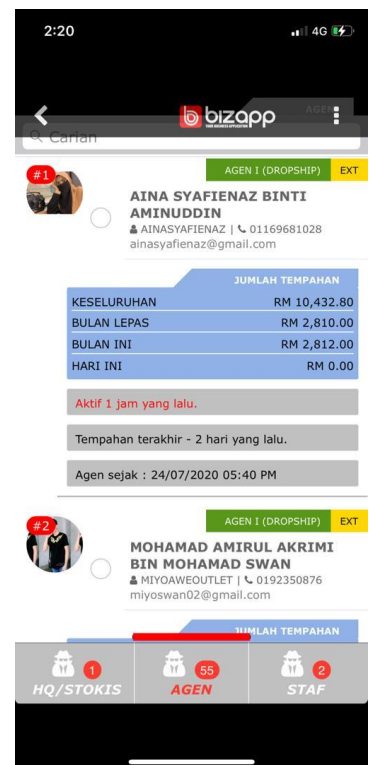 2:20
4G
bizapp
YOUR BUSINESS APPLICATION
AGEN
Carian
#1
AGEN I (DROPSHIP) EXT
AINA SYAFIENAZ BINTI
AMINUDDIN
AINASYAFIENAZ | 01169681028
ainasyafienaz@gmail.com
JUMLAH TEMPAHAN
KESELURUHAN RM 10,432.80
BULAN LEPAS RM 2,810.00
BULAN INI RM 2,812.00
HARI INI RM 0.00
Aktif 1 jam yang lalu.
Tempahan terakhir - 2 hari yang lalu.
Agen sejak : 24/07/2020 05:40 PM
#2
AGEN I (DROPSHIP) EXT
MOHAMAD AMIRUL AKRIMI
BIN MOHAMAD SWAN
MIYOAWEOUTLET | 0192350876
miyoswan02@gmail.com
JUMLAH TEMPAHAN
1 55 2
HQ/STOKIS AGEN STAF